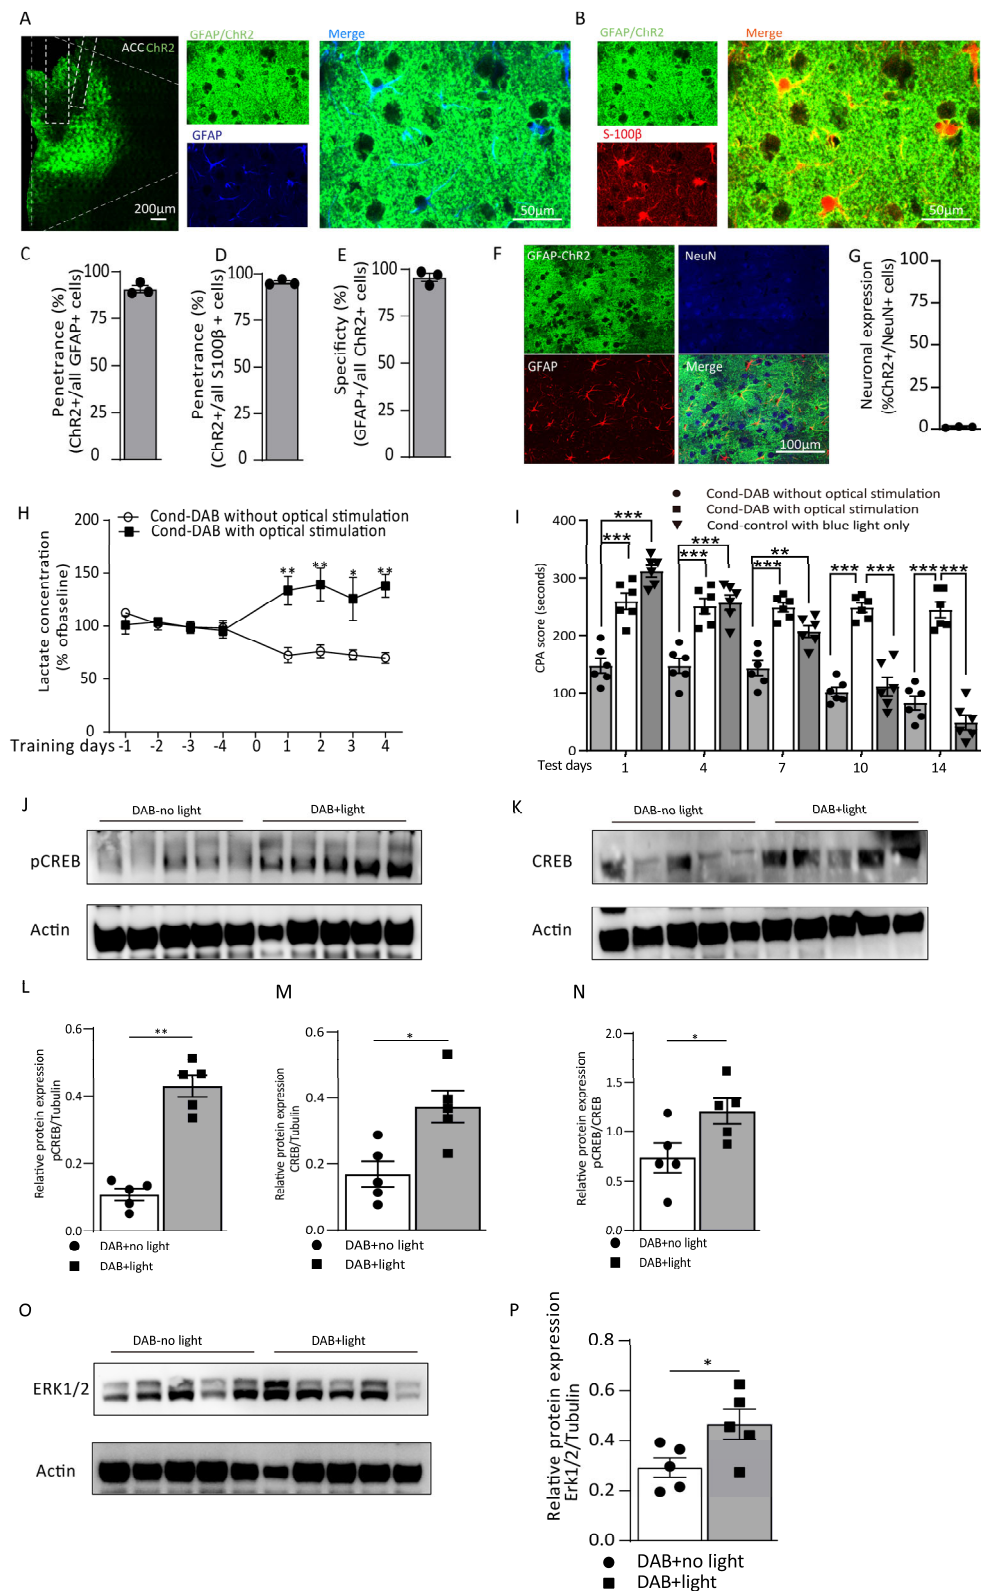 A
B
ACC ChR2
200µm
GFAP/ChR2
GFAP
Merge
50µm
GFAP/ChR2
S-100β
Merge
50µm
C
100
75
50
25
0
Penetrance (%)
(ChR2+/all GFAP+ cells)
D
100
75
50
25
0
Penetrance (%)
(ChR2+/all S100β + cells)
E
100
75
50
25
0
Specificty (%)
(GFAP+/all ChR2+ cells)
F
GFAP-ChR2
NeuN
GFAP
Merge
100µm
G
100
75
50
25
0
Neuronal expression
(%ChR2+/NeuN+ cells)
H
Cond-DAB without optical stimulation
Cond-DAB with optical stimulation
200
150
100
50
0
Lactate concentration
(% ofbaseline)
** ** * **
Training days -1 -2 -3 -4 0 1 2 3 4
I
Cond-DAB without optical stimulation
Cond-DAB with optical stimulation
Cond-control with blue light only
400
300
200
100
0
CPA score (seconds)
*** *** *** *** ** *** *** *** *** ***
Test days 1 4 7 10 14
J
DAB-no light DAB+light
pCREB
Actin
K
DAB-no light DAB+light
CREB
Actin
L
0.6
0.4
0.2
0.0
Relative protein expression
pCREB/Tubulin
**
DAB+no light
DAB+light
M
0.6
0.4
0.2
0.0
Relative protein expression
CREB/Tubulin
*
DAB+no light
DAB+light
N
2.0
1.5
1.0
0.5
0.0
Relative protein expression
pCREB/CREB
*
DAB+no light
DAB+light
O
DAB-no light DAB+light
ERK1/2
Actin
P
0.8
0.6
0.4
0.2
0.0
Relative protein expression
Erk1/2/Tubulin
*
DAB+no light
DAB+light